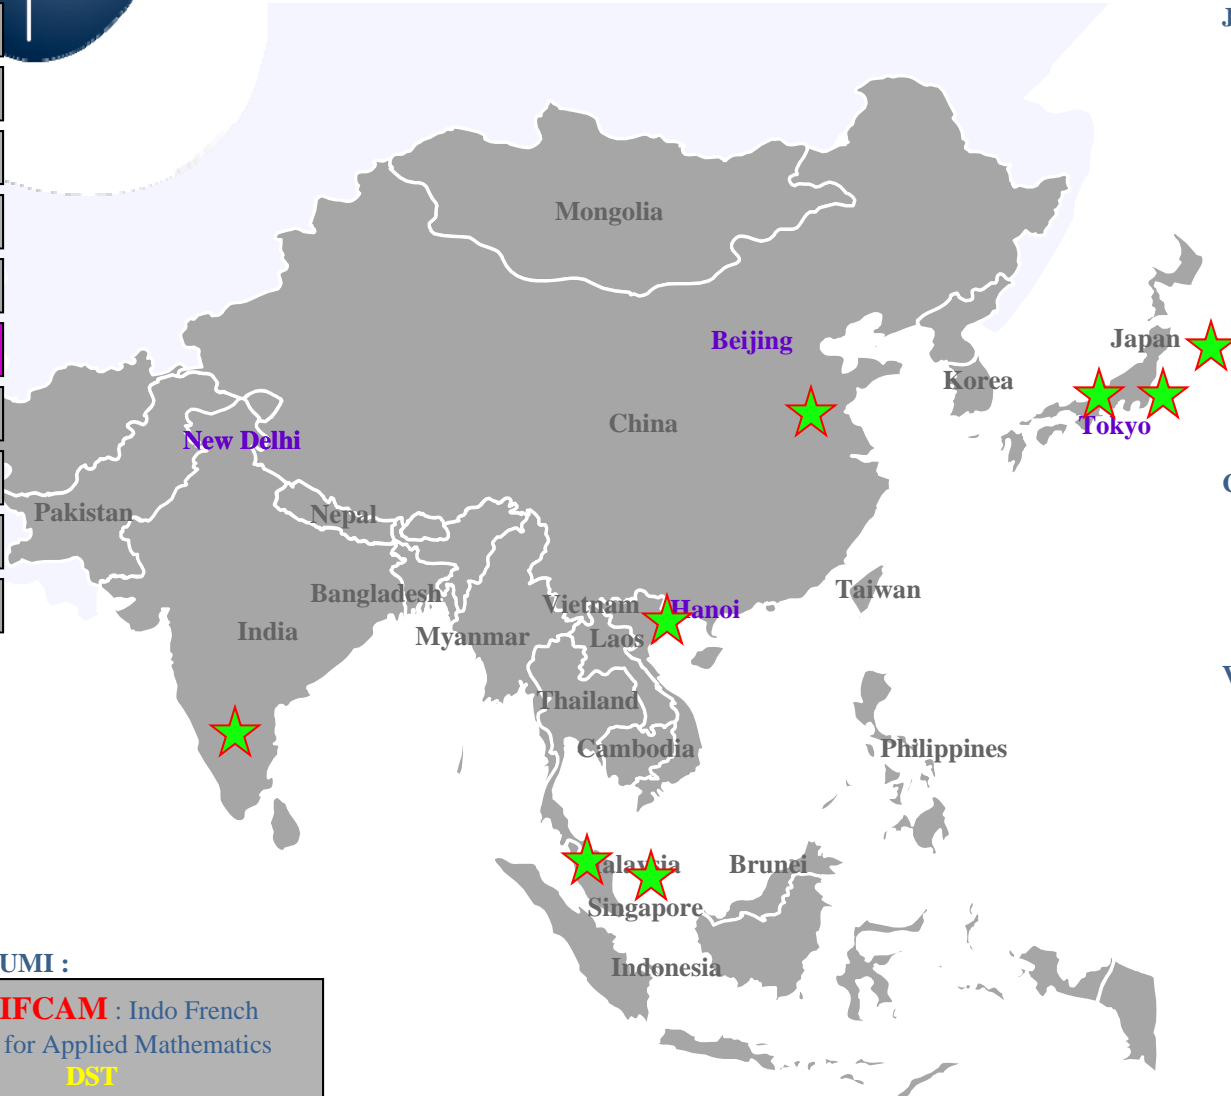 J
Mongolia
Beijing
Japan
Korea
China
Tokyo
New Delhi
Pakistan
Nepal
Bangladesh
Vietnam
Hanoi
Taiwan
India
Myanmar
Laos
Thailand
Cambodia
Philippines
alaysia
Brunei
Singapore
Indonesia
UMI :
IFCAM : Indo French
for Applied Mathematics
DST